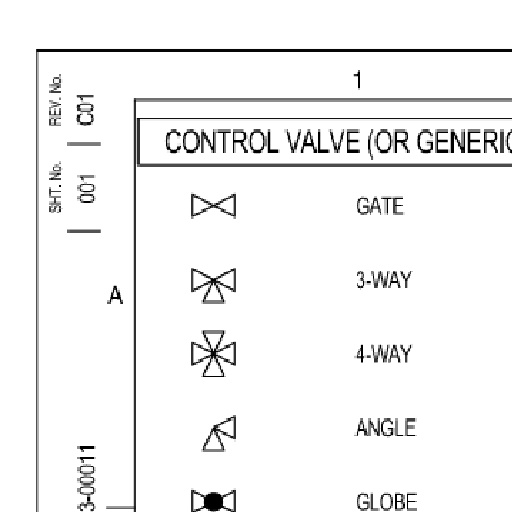 1
REV. No.
C01
SHT. No.
001
A
3-00011
CONTROL VALVE (OR GENERIC
GATE
3-WAY
4-WAY
ANGLE
GLOBE